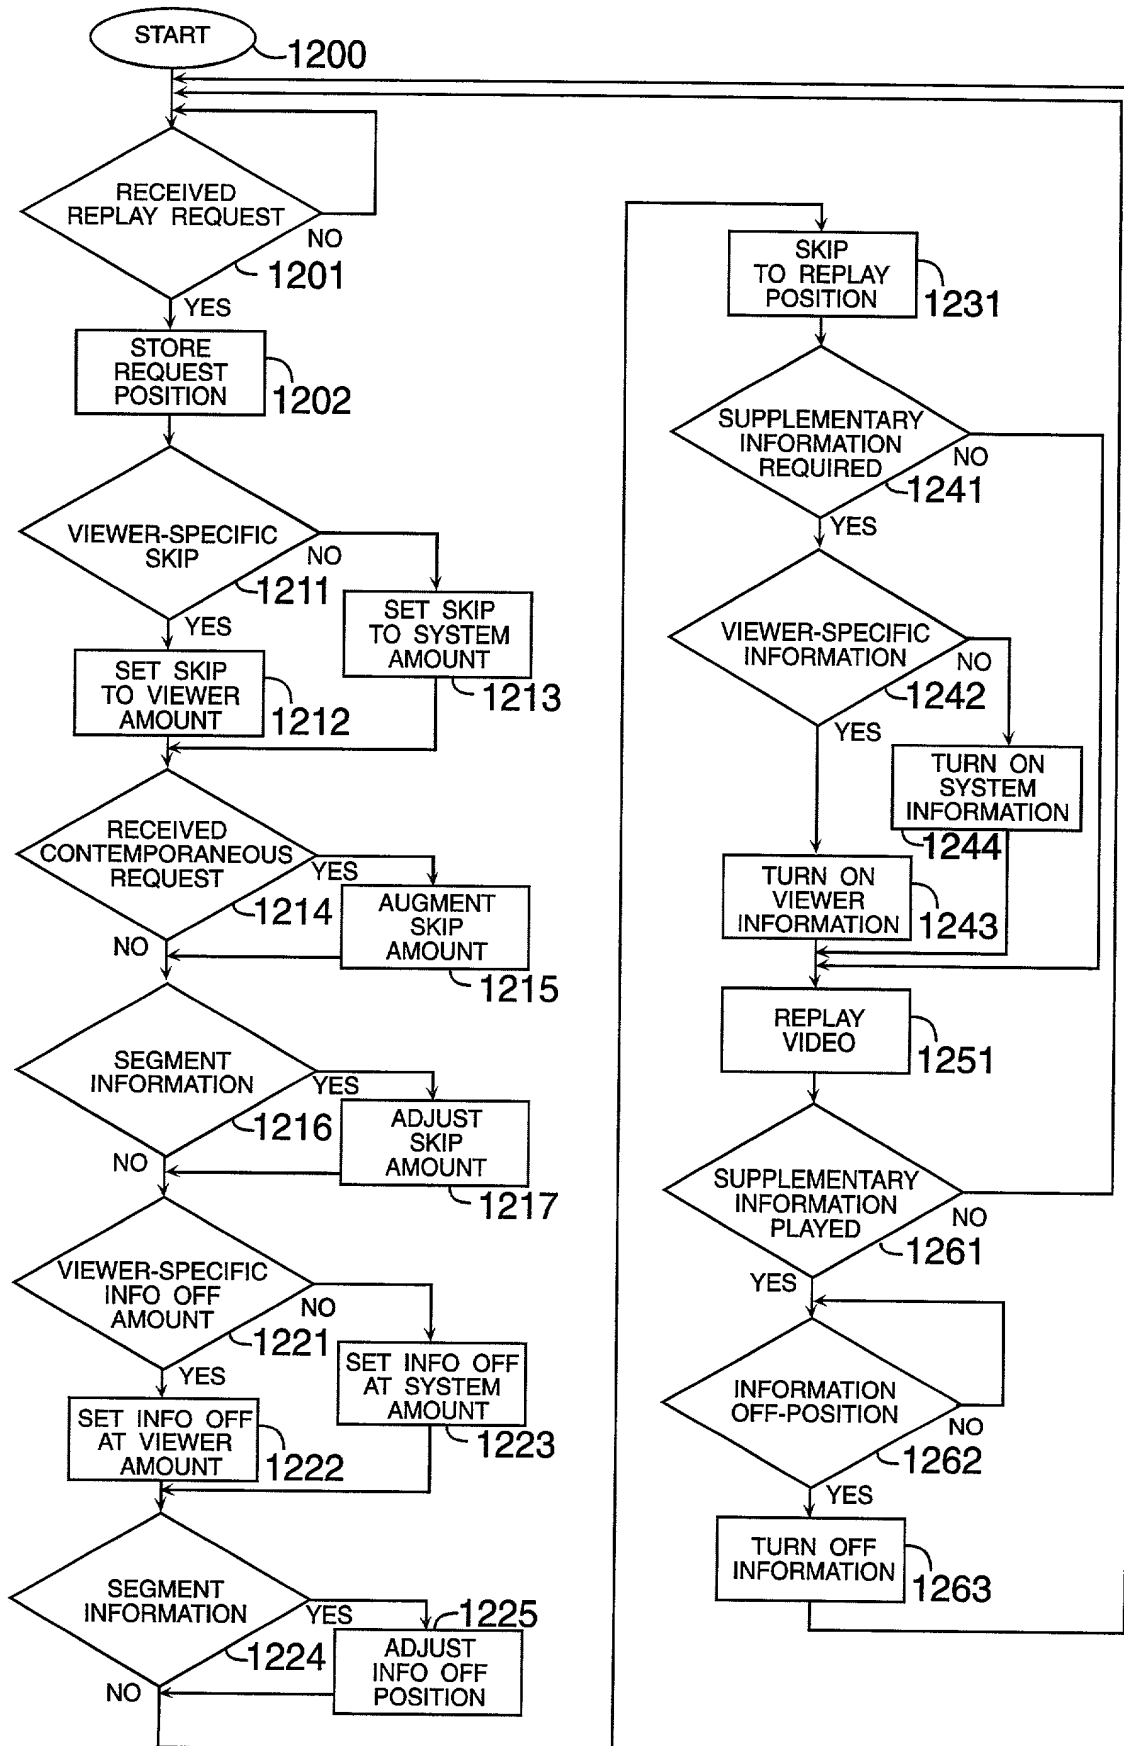 START
1200
RECEIVED
REPLAY REQUEST
NO
1201
YES
STORE
REQUEST
POSITION
1202
VIEWER-SPECIFIC
SKIP
NO
1211
YES
SET SKIP
TO SYSTEM
AMOUNT
1213
SET SKIP
TO VIEWER
AMOUNT
1212
RECEIVED
CONTEMPORANEOUS
REQUEST
YES
1214
NO
AUGMENT
SKIP
AMOUNT
1215
SEGMENT
INFORMATION
YES
1216
NO
ADJUST
SKIP
AMOUNT
1217
VIEWER-SPECIFIC
INFO OFF
AMOUNT
NO
1221
YES
SET INFO OFF
AT SYSTEM
AMOUNT
1223
SET INFO OFF
AT VIEWER
AMOUNT
1222
SEGMENT
INFORMATION
YES
1224
NO
1225
ADJUST
INFO OFF
POSITION
SKIP
TO REPLAY
POSITION
1231
SUPPLEMENTARY
INFORMATION
REQUIRED
NO
1241
YES
VIEWER-SPECIFIC
INFORMATION
NO
1242
YES
TURN ON
SYSTEM
INFORMATION
1244
TURN ON
VIEWER
INFORMATION
1243
REPLAY
VIDEO
1251
SUPPLEMENTARY
INFORMATION
PLAYED
NO
1261
YES
INFORMATION
OFF-POSITION
NO
1262
YES
TURN OFF
INFORMATION
1263